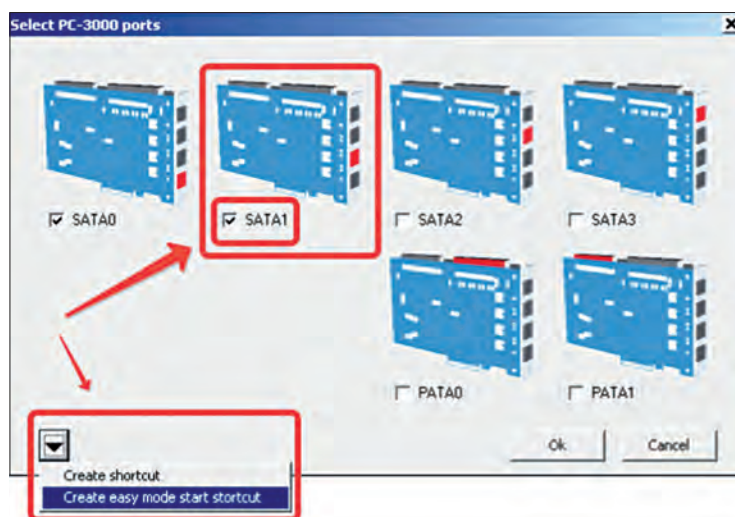 Select PC-3000 ports
SATA0
SATA1
SATA2
SATA3
PATA0
PATA1
Ok
Cancel
Create shortcut
Create easy mode start stortcut